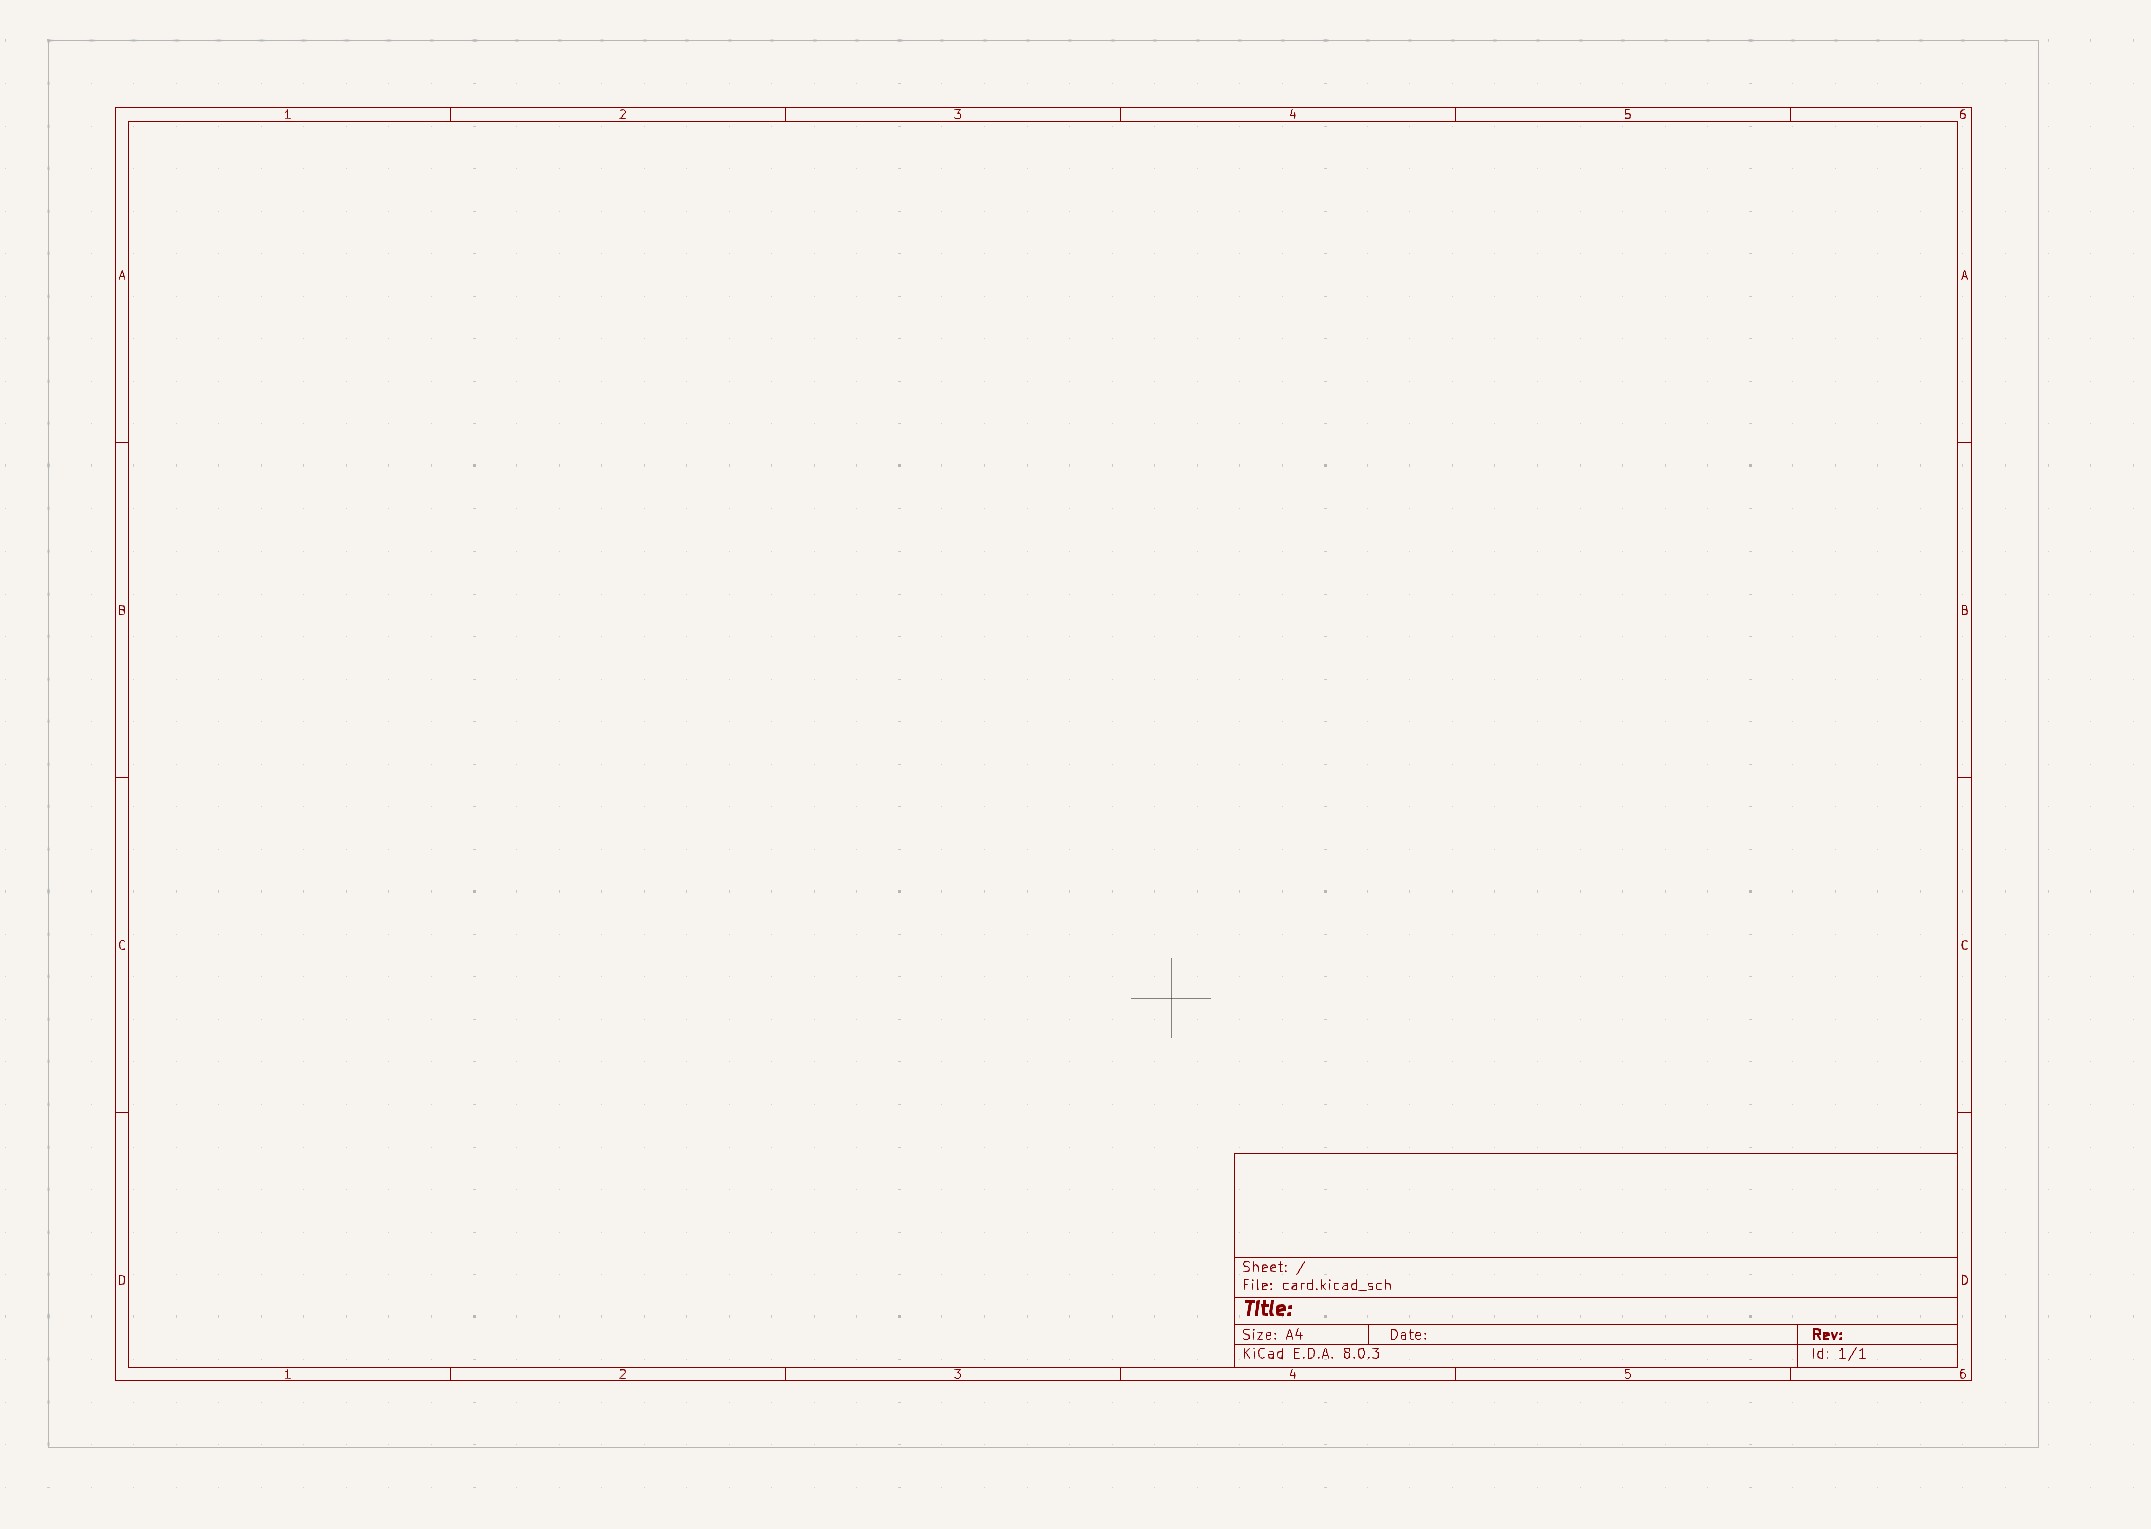 1 2 3 4 5 6
A A
B B
C C
D D
Sheet: /
File: card.kicad_sch
Title:
Size: A4 Date: Rev:
KiCad E.D.A. 8.0.3 Id: 1/1
1 2 3 4 5 6